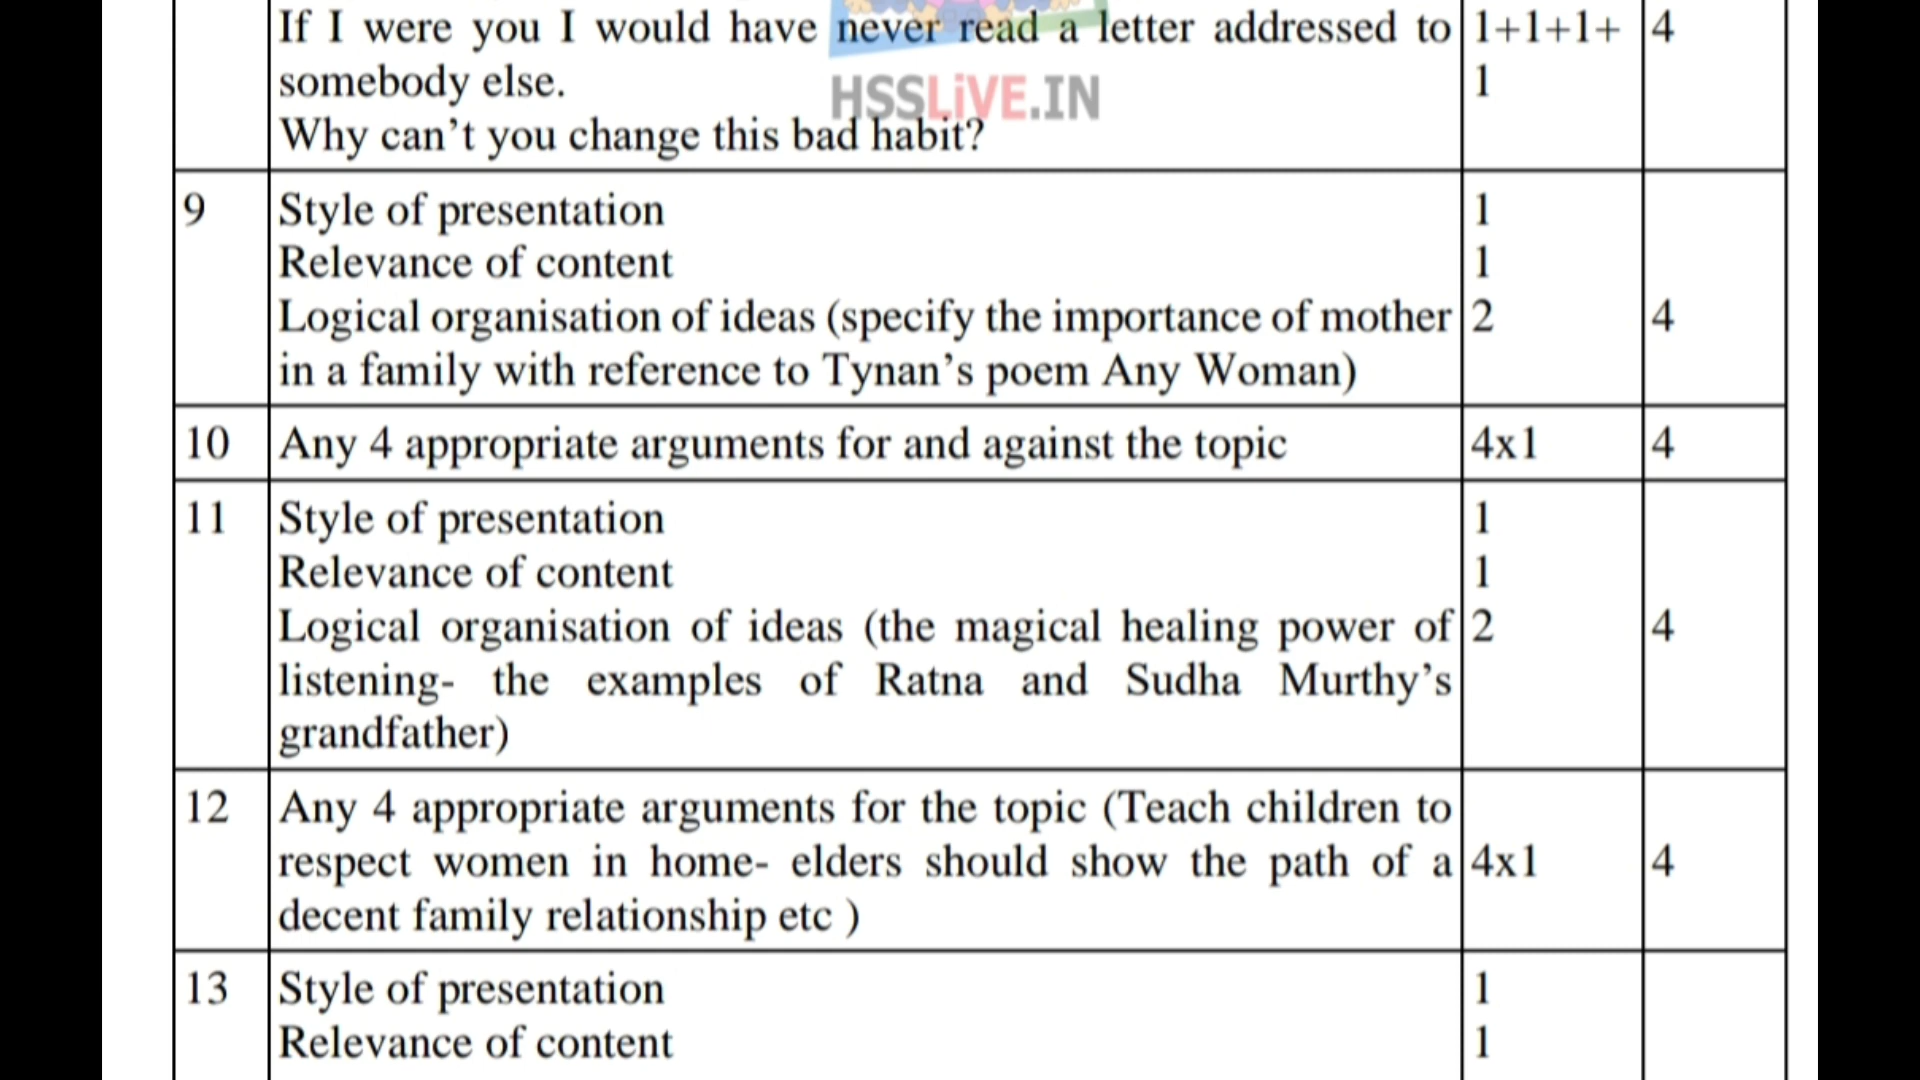 If I were you I would have never read a letter addressed to 1+1+1+ 4
somebody else. 1
HSSLiVE.IN
Why can't you change this bad habit?
9 Style of presentation 1
Relevance of content 1
Logical organisation of ideas (specify the importance of mother 2 4
in a family with reference to Tynan's poem Any Woman)
10 Any 4 appropriate arguments for and against the topic 4x1 4
11 Style of presentation 1
Relevance of content 1
Logical organisation of ideas (the magical healing power of 2 4
listening- the examples of Ratna and Sudha Murthy's
grandfather)
12 Any 4 appropriate arguments for the topic (Teach children to
respect women in home- elders should show the path of a 4x1 4
decent family relationship etc )
13 Style of presentation 1
Relevance of content 1